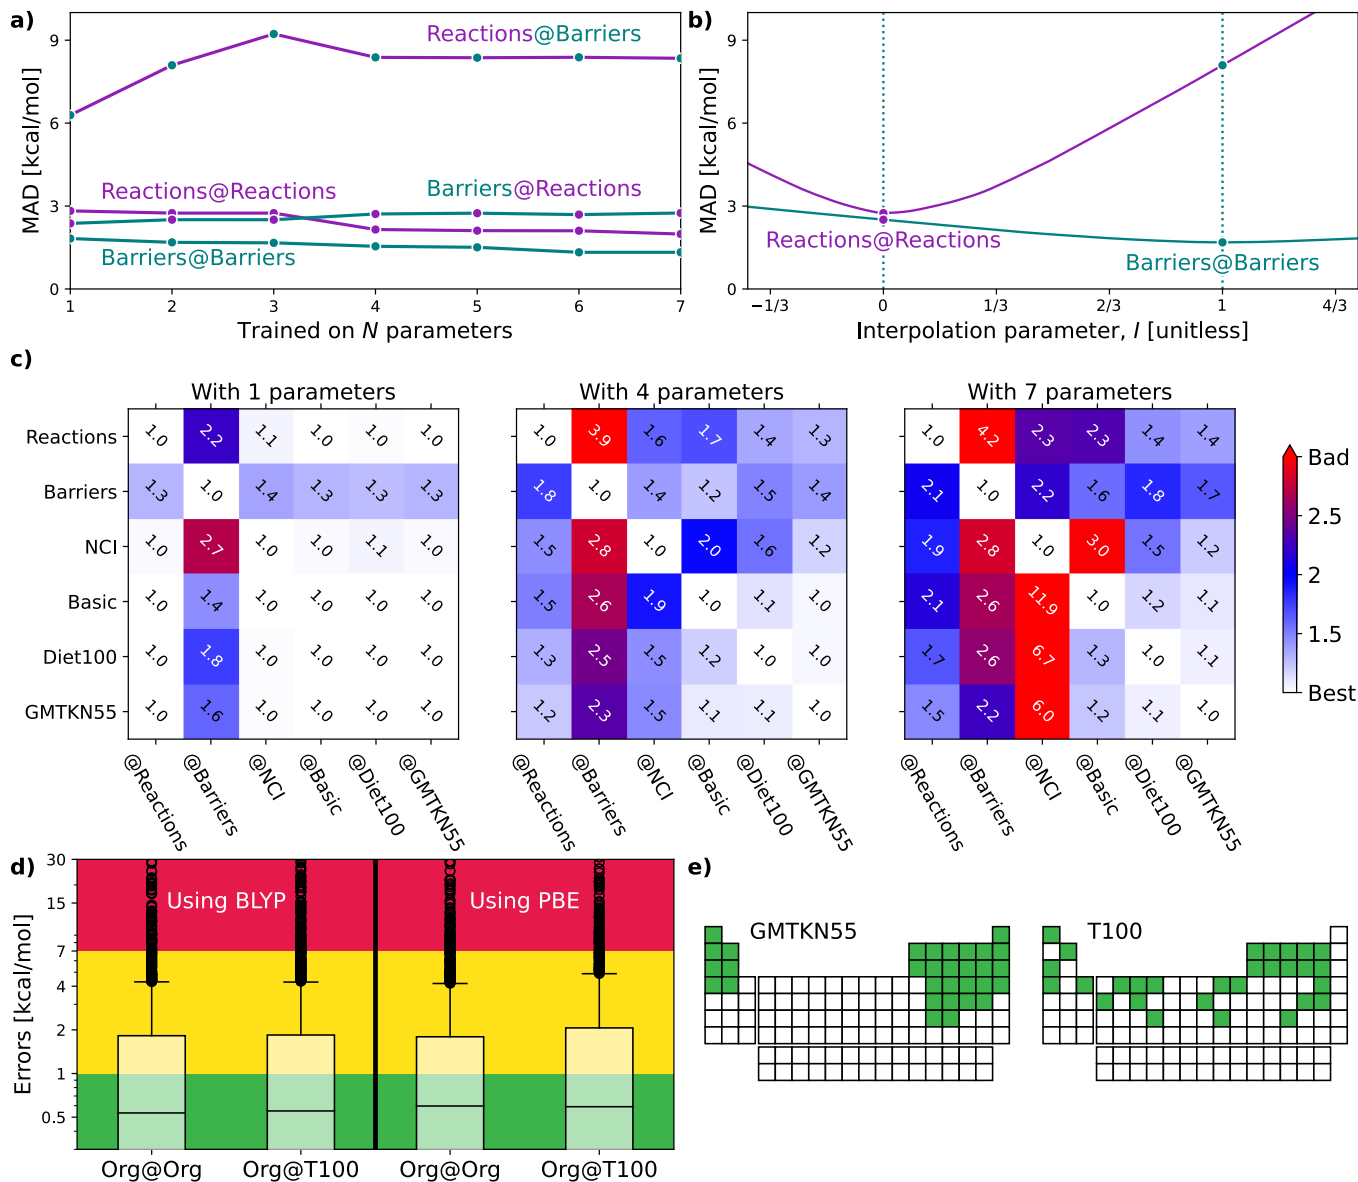 a)
Reactions@Barriers
Reactions@Reactions
Barriers@Reactions
Barriers@Barriers
MAD [kcal/mol]
9
6
3
0
1 2 3 4 5 6 7
Trained on N parameters
b)
Reactions@Reactions
Barriers@Barriers
MAD [kcal/mol]
9
6
3
0
−1/3 0 1/3 2/3 1 4/3
Interpolation parameter, I [unitless]
c)
With 1 parameters
Reactions 1.0 2.2 1.1 1.0 1.0 1.0
Barriers 1.3 1.0 1.4 1.3 1.3 1.3
NCI 1.0 2.7 1.0 1.0 1.1 1.0
Basic 1.0 1.4 1.0 1.0 1.0 1.0
Diet100 1.0 1.8 1.0 1.0 1.0 1.0
GMTKN55 1.0 1.6 1.0 1.0 1.0 1.0
@Reactions @Barriers @NCI @Basic @Diet100 @GMTKN55
With 4 parameters
1.0 3.9 1.6 1.7 1.4 1.3
1.8 1.0 1.4 1.2 1.5 1.4
1.5 2.8 1.0 2.0 1.6 1.2
1.5 2.6 1.9 1.0 1.1 1.0
1.3 2.5 1.5 1.2 1.0 1.0
1.2 2.3 1.5 1.1 1.1 1.0
@Reactions @Barriers @NCI @Basic @Diet100 @GMTKN55
With 7 parameters
1.0 4.2 2.3 2.3 1.4 1.4
2.1 1.0 2.2 1.6 1.8 1.7
1.9 2.8 1.0 3.0 1.5 1.2
2.1 2.6 11.9 1.0 1.2 1.1
1.7 2.6 6.7 1.3 1.0 1.1
1.5 2.2 6.0 1.2 1.1 1.0
@Reactions @Barriers @NCI @Basic @Diet100 @GMTKN55
Bad
2.5
2
1.5
Best
d)
Using BLYP
Using PBE
Errors [kcal/mol]
30
15
7
4
2
1
0.5
Org@Org Org@T100 Org@Org Org@T100
e)
GMTKN55
T100